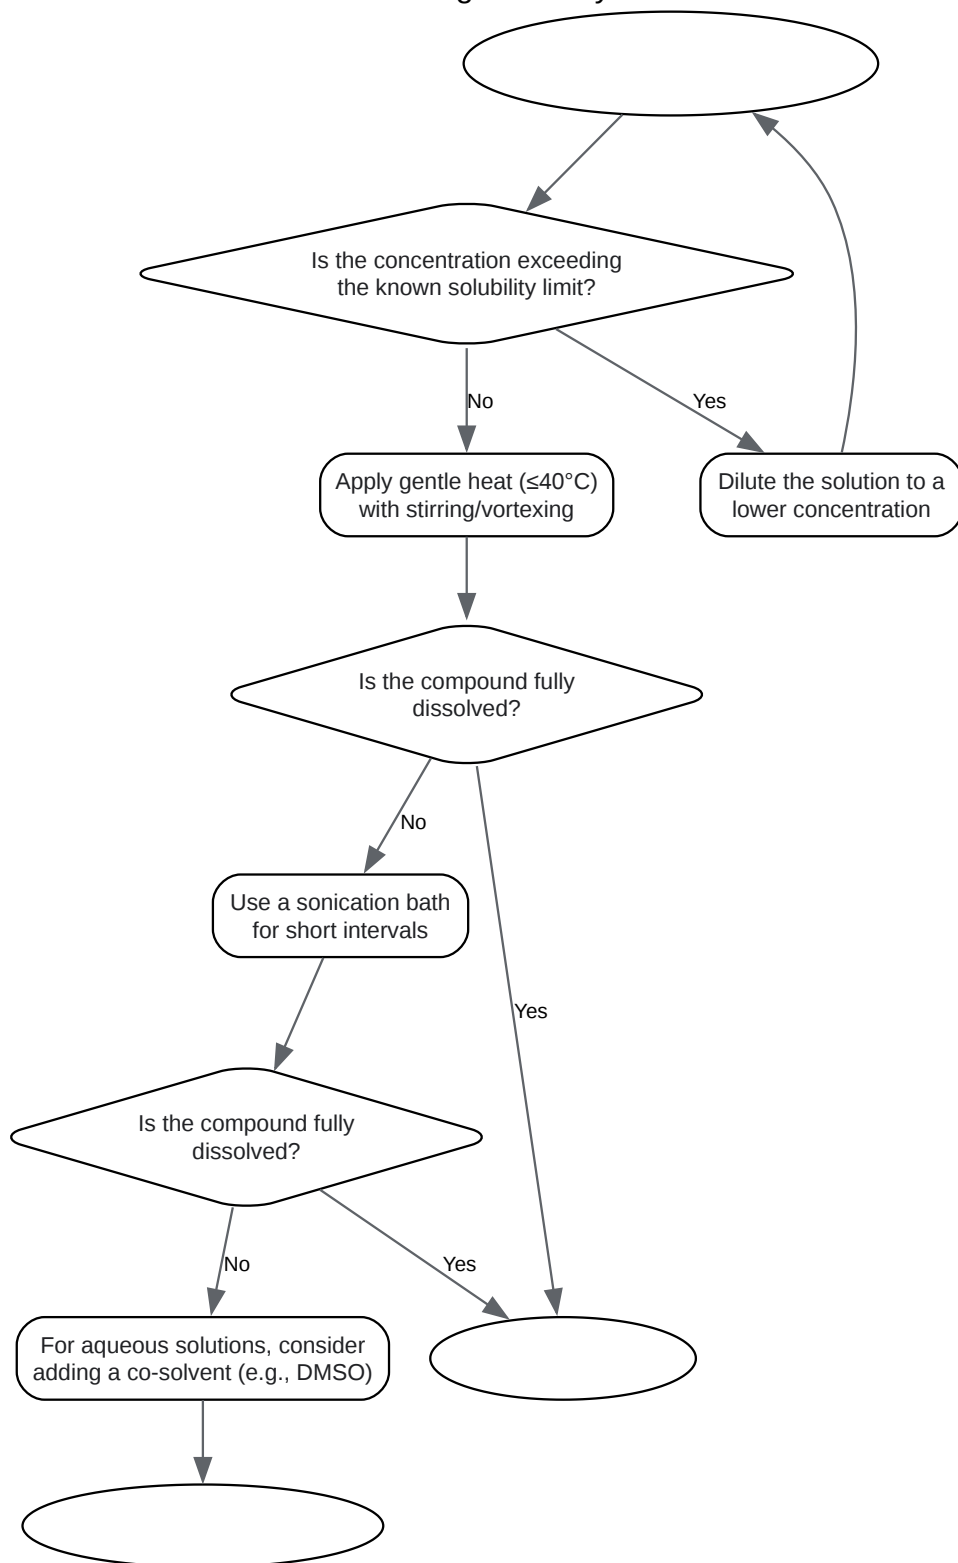 Is the concentration exceeding
the known solubility limit?
No
Yes
Apply gentle heat (≤40°C)
with stirring/vortexing
Dilute the solution to a
lower concentration
Is the compound fully
dissolved?
No
Use a sonication bath
for short intervals
Yes
Is the compound fully
dissolved?
No
Yes
For aqueous solutions, consider
adding a co-solvent (e.g., DMSO)